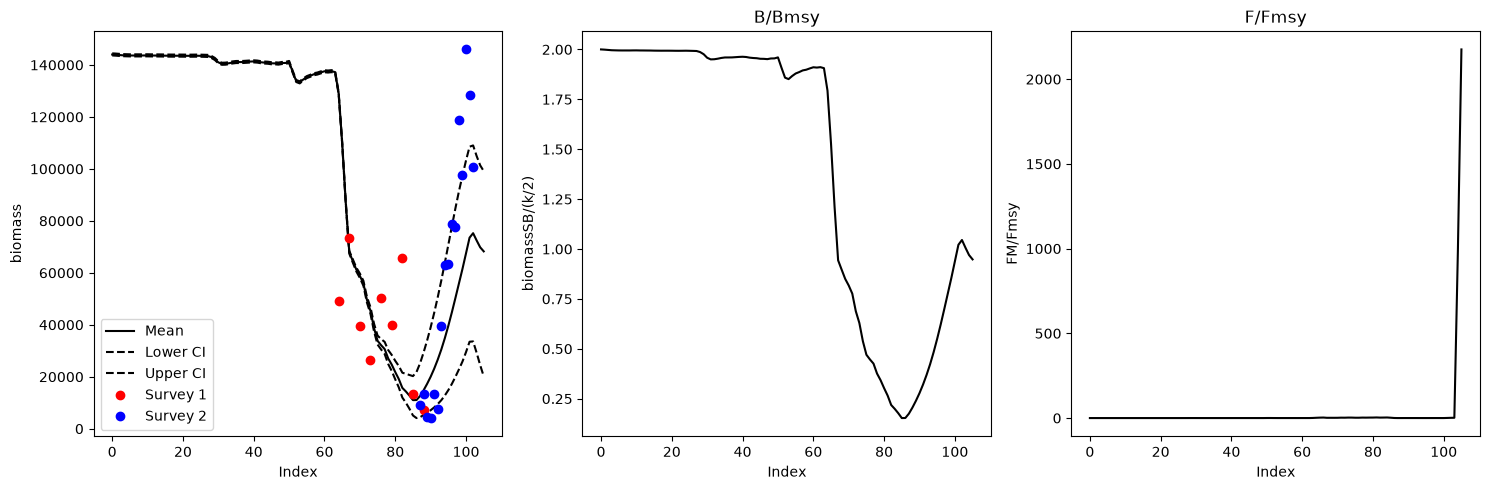 biomass
140000
120000
100000
80000
60000
40000
20000
0
Mean
Lower CI
Upper CI
Survey 1
Survey 2
0 20 40 60 80 100
Index
B/Bmsy
biomassSB/(k/2)
2.00
1.75
1.50
1.25
1.00
0.75
0.50
0.25
0 20 40 60 80 100
Index
F/Fmsy
FM/Fmsy
2000
1500
1000
500
0
0 20 40 60 80 100
Index